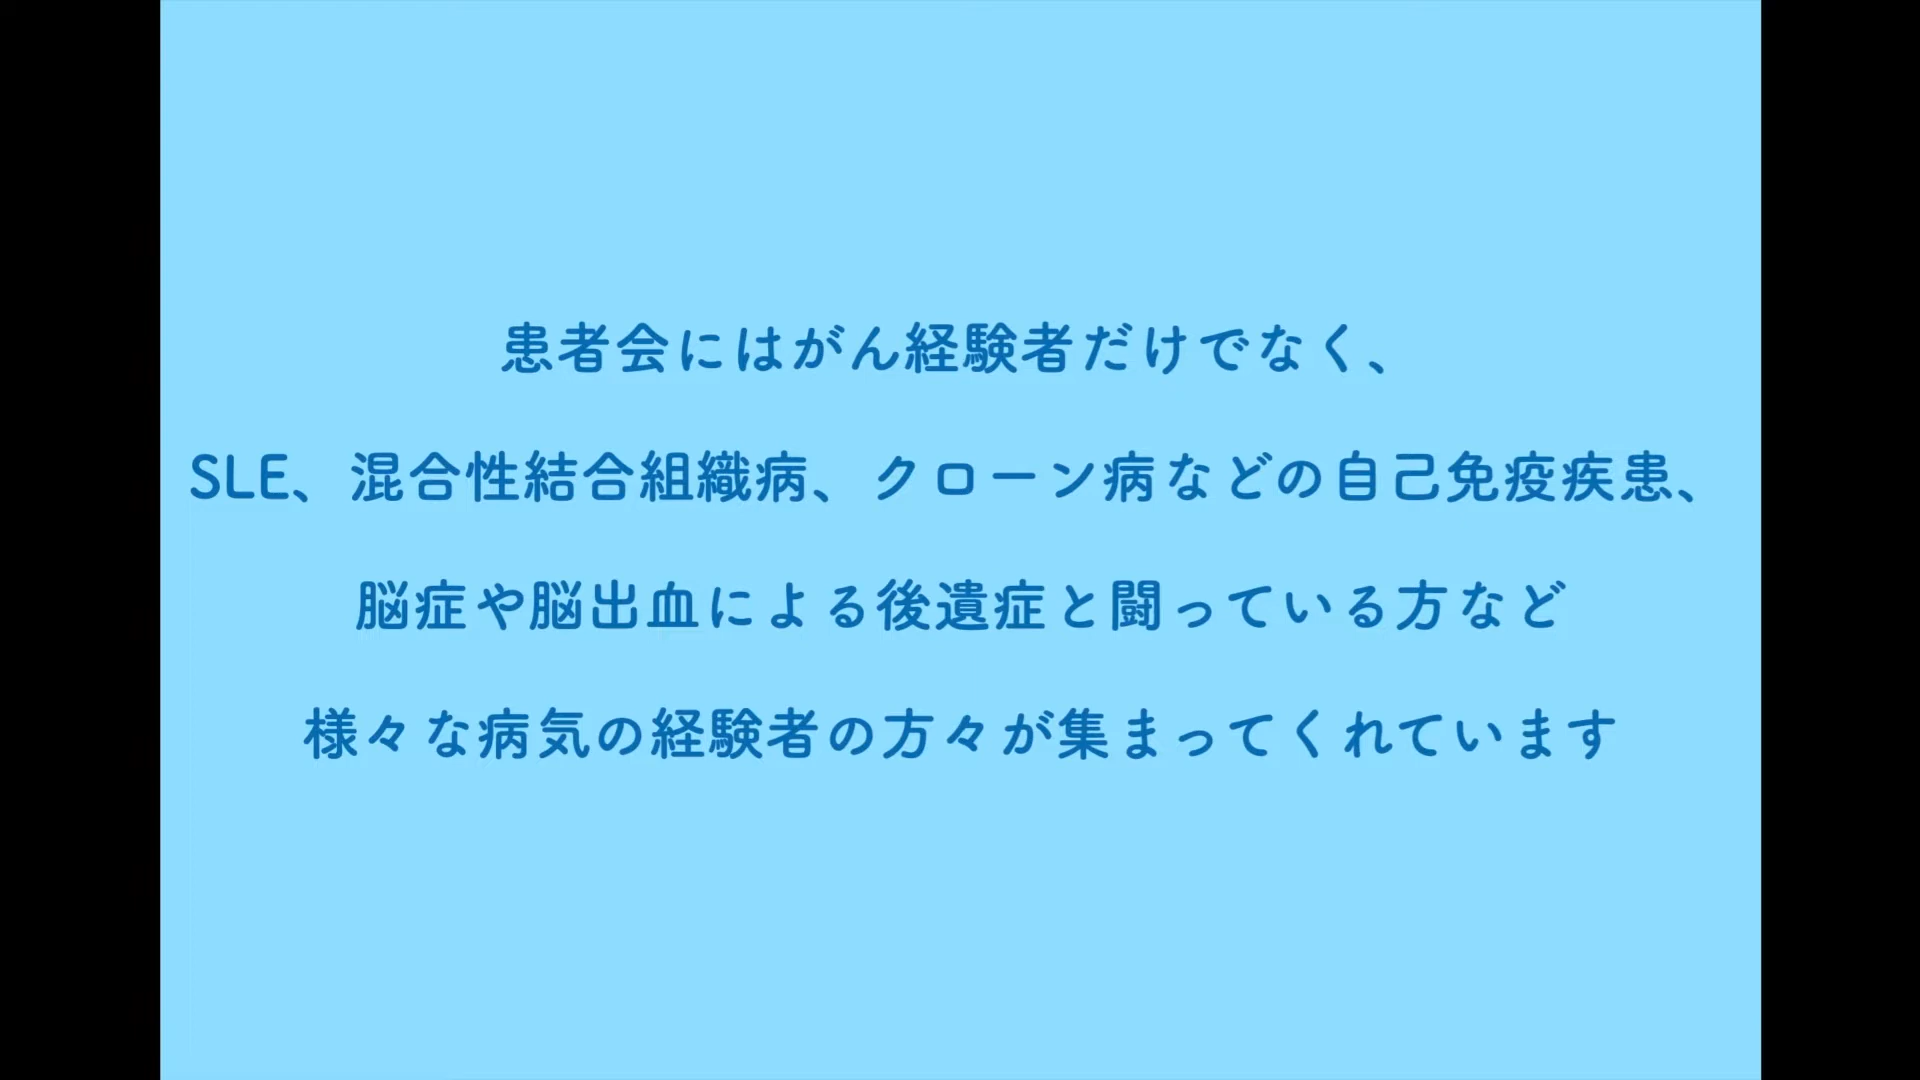 患者会にはがん経験者だけでなく、
SLE、混合性結合組織病、クローン病などの自己免疫疾患、
脳症や脳出血による後遺症と闘っている方など
様々な病気の経験者の方々が集まってくれています